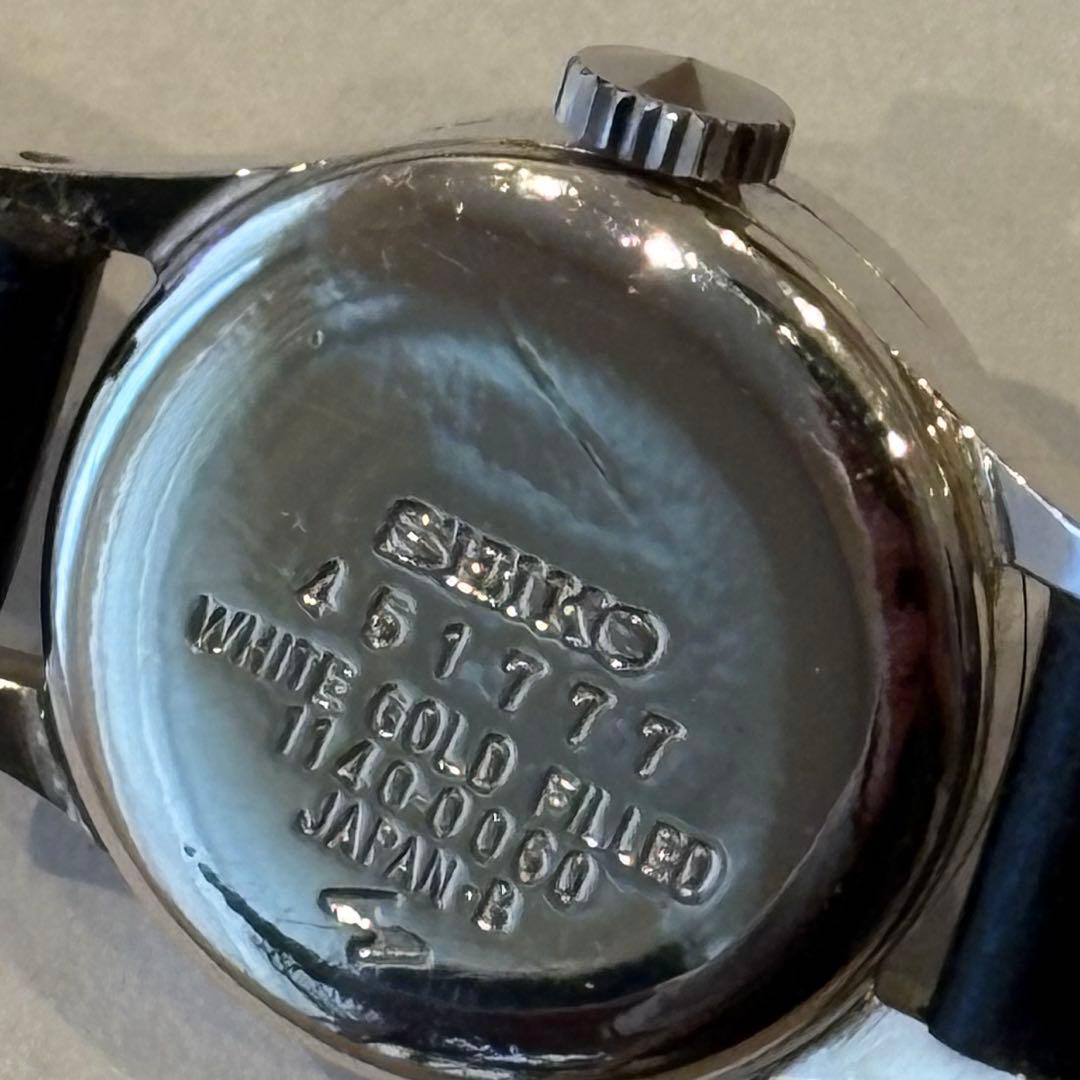 SEIKO
451777
WHITE GOLD FILLED
1140-0060
JAPAN·B